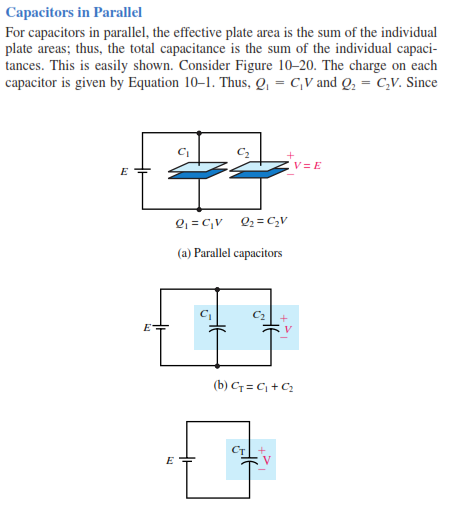 Capacitors in Parallel
For capacitors in parallel, the effective plate area is the sum of the individual
plate areas; thus, the total capacitance is the sum of the individual capaci-
tances. This is easily shown. Consider Figure 10–20. The charge on each
capacitor is given by Equation 10–1. Thus, Q₁ = C₁V and Q₂ = C₂V. Since
C₁ C₂
+
E V = E
–
Q₁ = C₁V Q₂ = C₂V
(a) Parallel capacitors
C₁ C₂ +
E V
–
(b) C_T = C₁ + C₂
C_T +
E V
–